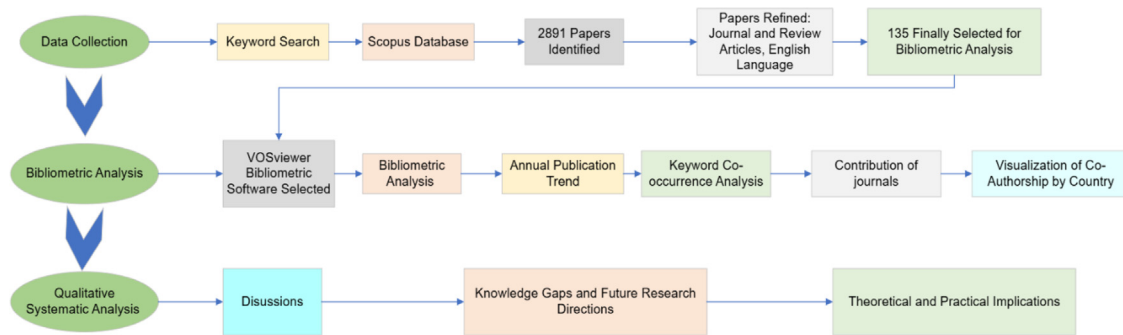 Data Collection
Keyword Search
Scopus Database
2891 Papers
Identified
Papers Refined:
Journal and Review
Articles, English
Language
135 Finally Selected for
Bibliometric Analysis
Bibliometric Analysis
VOSviewer
Bibliometric
Software Selected
Bibliometric
Analysis
Annual Publication
Trend
Keyword Co-
occurrence Analysis
Contribution of
journals
Visualization of Co-
Authorship by Country
Qualitative
Systematic Analysis
Disussions
Knowledge Gaps and Future Research
Directions
Theoretical and Practical Implications